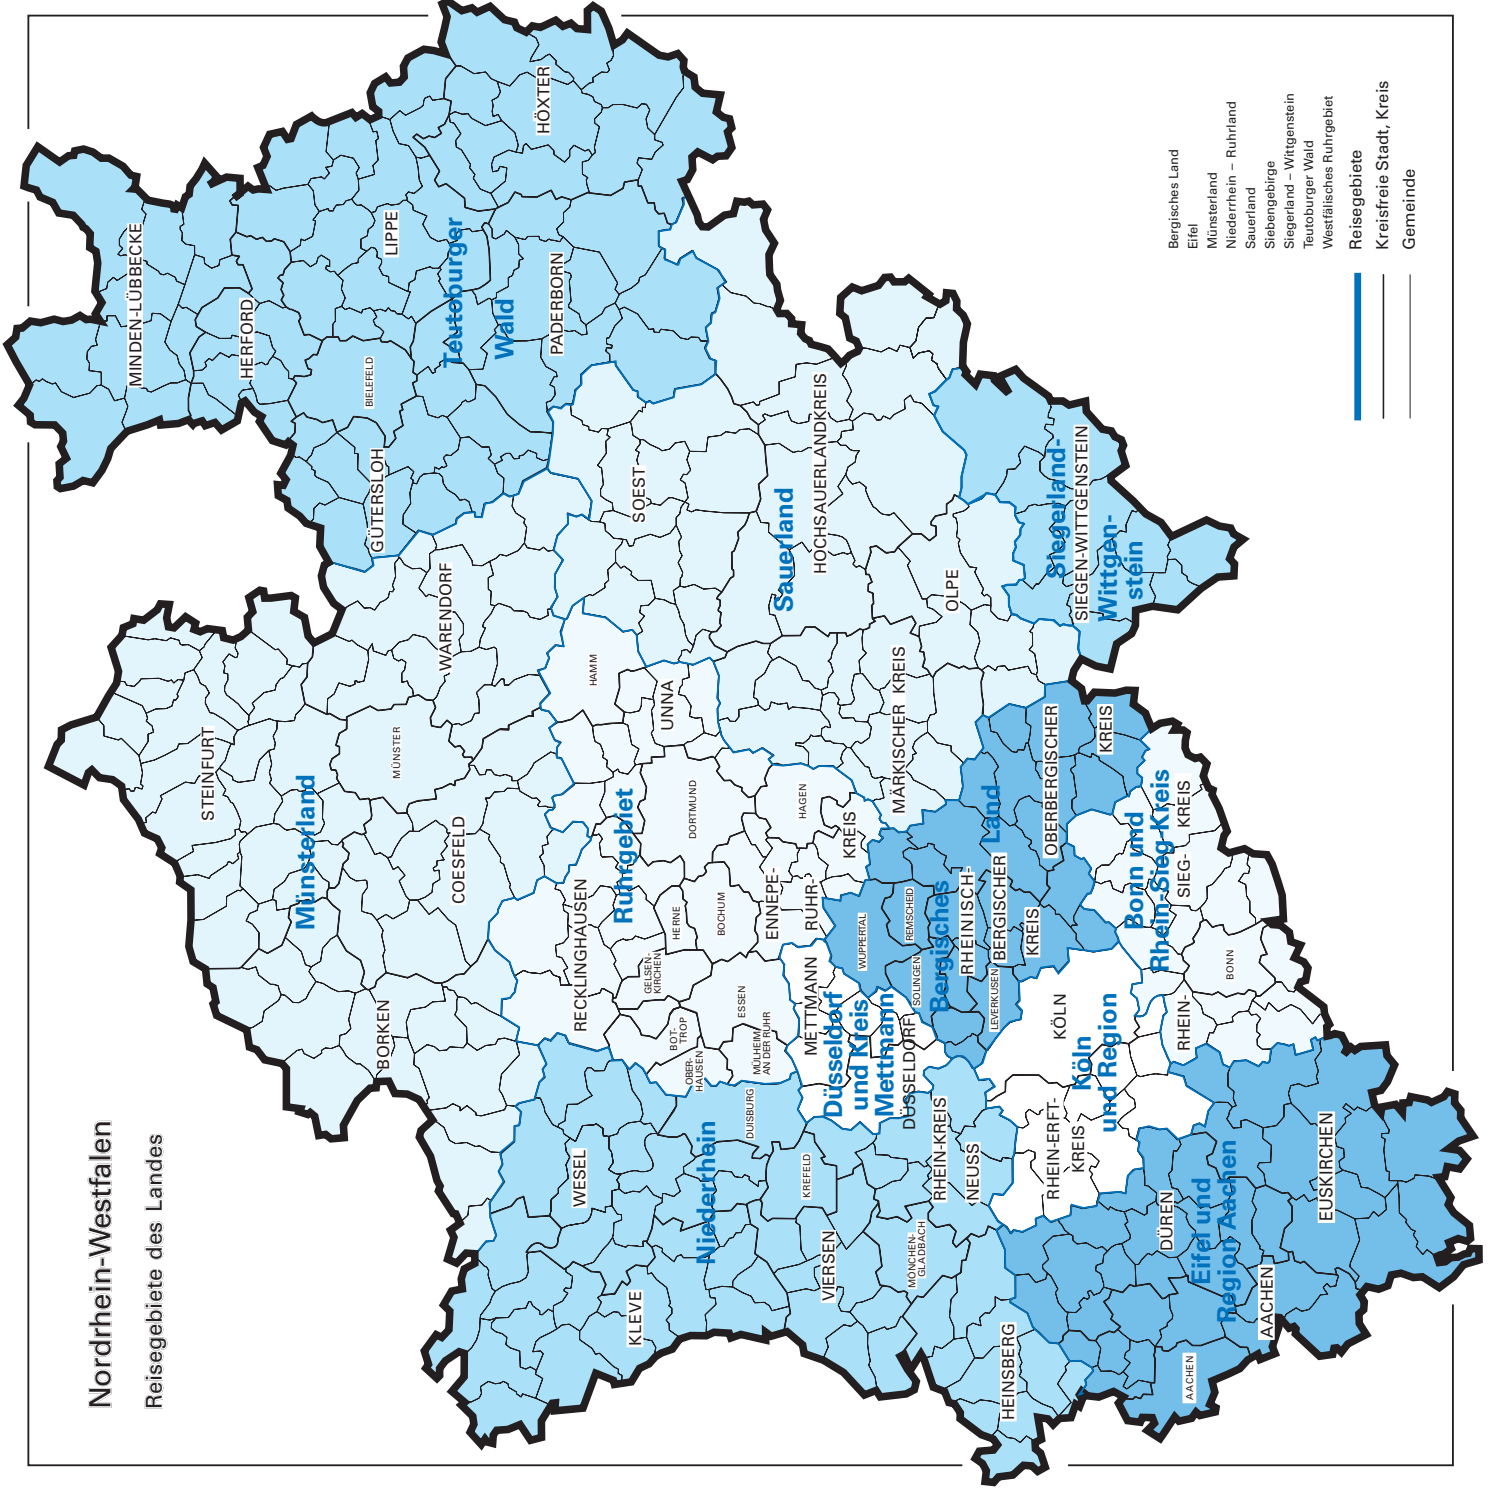 Nordrhein-Westfalen
Reisegebiete des Landes
MINDEN-LÜBBECKE
HERFORD
BIELEFELD
LIPPE
GÜTERSLOH
Teutoburger
Wald
HÖXTER
PADERBORN
STEINFURT
Münsterland
MÜNSTER
WARENDORF
COESFELD
BORKEN
HAMM
UNNA
SOEST
Sauerland
HOCHSAUERLANDKREIS
MÄRKISCHER KREIS
OLPE
Siegerland-
SIEGEN-WITTGENSTEIN
Wittgen-
stein
RECKLINGHAUSEN
Ruhrgebiet
DORTMUND
HERNE
BOCHUM
GELSEN-
KIRCHEN
BOT-
TROP
OBER-
HAUSEN
ESSEN
MÜLHEIM/
AN DER RUHR
HAGEN
ENNEPE-
RUHR-
KREIS
WESEL
KLEVE
Niederrhein
DUISBURG
KREFELD
VIERSEN
MÖNCHEN-
GLADBACH
RHEIN-KREIS
NEUSS
HEINSBERG
METTMANN
Düsseldorf
und Kreis
Mettmann
DÜSSELDORF
WUPPERTAL
REMSCHEID
SOLINGEN
Bergisches
Land
RHEINISCH-
BERGISCHER
KREIS
LEVERKUSEN
OBERBERGISCHER
KREIS
KÖLN
Köln
und Region
RHEIN-ERFT-
KREIS
Bonn und
Rhein-Sieg-Kreis
RHEIN-
SIEG-
KREIS
BONN
DÜREN
Eifel und
Region Aachen
AACHEN
AACHEN
EUSKIRCHEN
Bergisches Land
Eifel
Münsterland
Niederrhein – Ruhrland
Sauerland
Siebengebirge
Siegerland – Wittgenstein
Teutoburger Wald
Westfälisches Ruhrgebiet
Reisegebiete
Kreisfreie Stadt, Kreis
Gemeinde